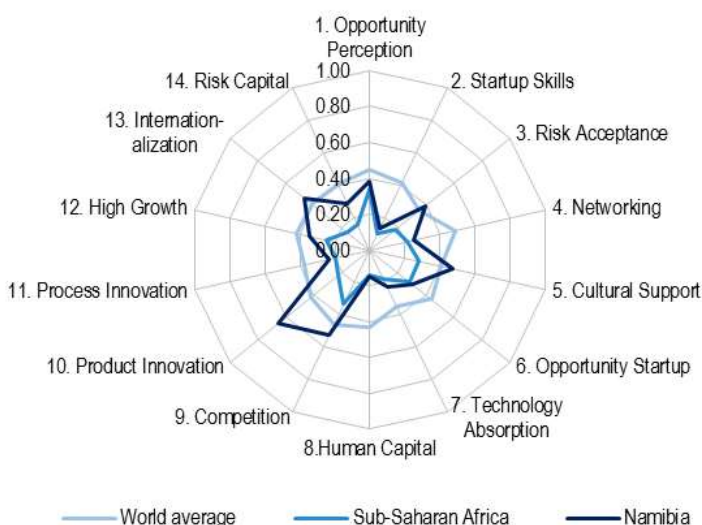 1. Opportunity
Perception
2. Startup Skills
3. Risk Acceptance
4. Networking
5. Cultural Support
6. Opportunity Startup
7. Technology
Absorption
8.Human Capital
9. Competition
10. Product Innovation
11. Process Innovation
12. High Growth
13. Internation-
alization
14. Risk Capital
1.00
0.80
0.60
0.40
0.20
0.00
World average
Sub-Saharan Africa
Namibia